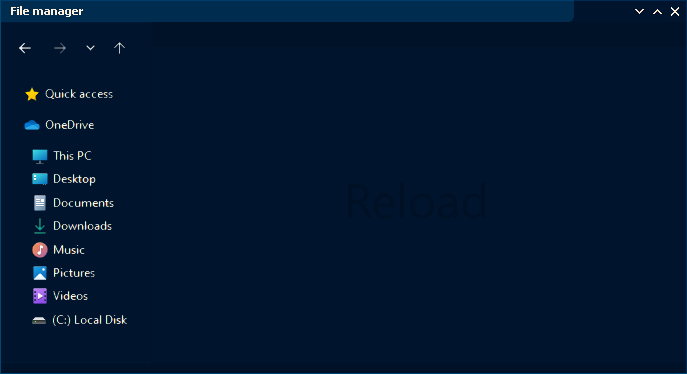 File manager
Quick access
OneDrive
This PC
Desktop
Documents
Downloads
Music
Pictures
Videos
(C:) Local Disk
Reload